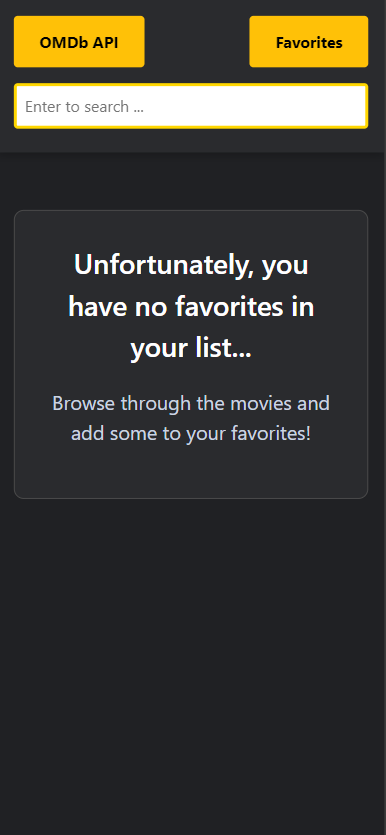 OMDb API
Favorites
Enter to search ...
Unfortunately, you
have no favorites in
your list...
Browse through the movies and
add some to your favorites!